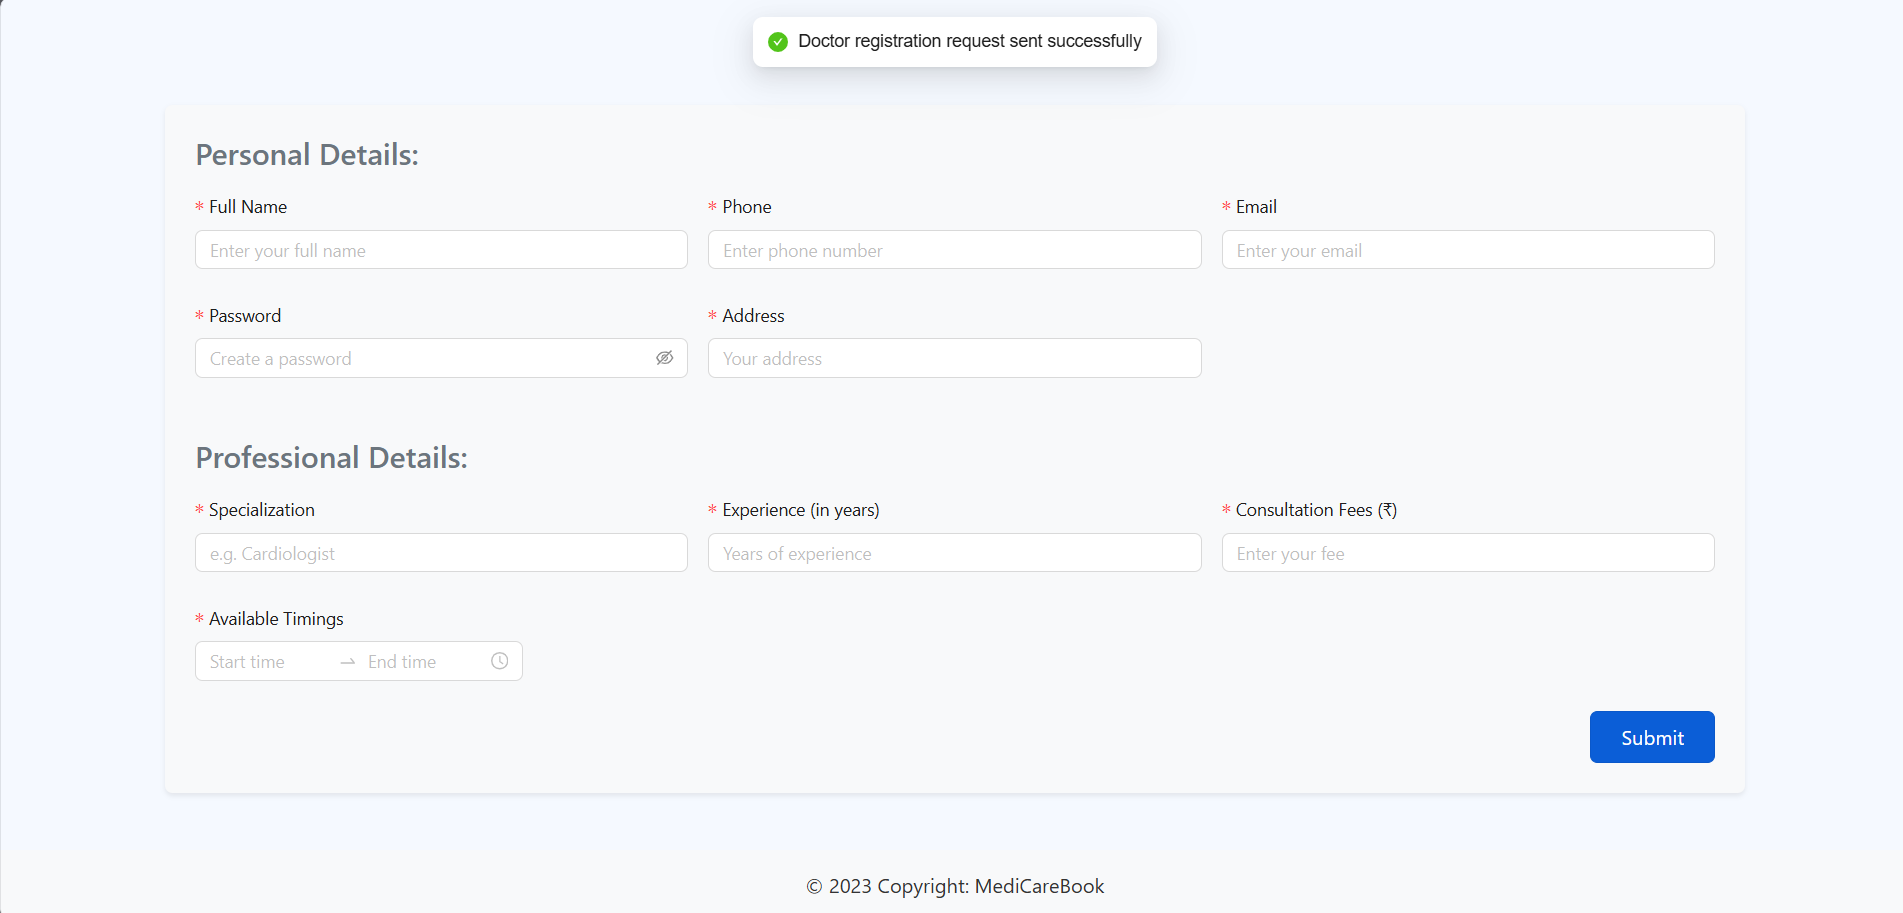 Doctor registration request sent successfully
Personal Details:
* Full Name
* Phone
* Email
Enter your full name
Enter phone number
Enter your email
* Password
* Address
Create a password
Your address
Professional Details:
* Specialization
* Experience (in years)
* Consultation Fees (₹)
e.g. Cardiologist
Years of experience
Enter your fee
* Available Timings
Start time → End time
Submit
© 2023 Copyright: MediCareBook